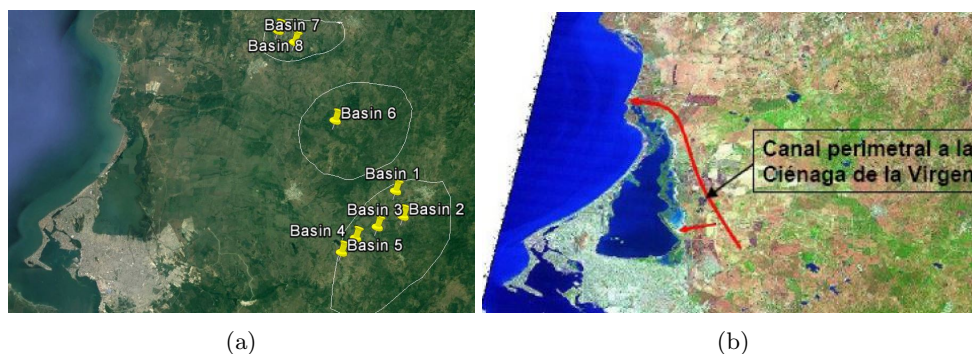 Basin 7
Basin 8
Basin 6
Basin 1
Basin 3
Basin 2
Basin 4
Basin 5
Canal perimetral a la
Ciénaga de la Virgen
(a)
(b)